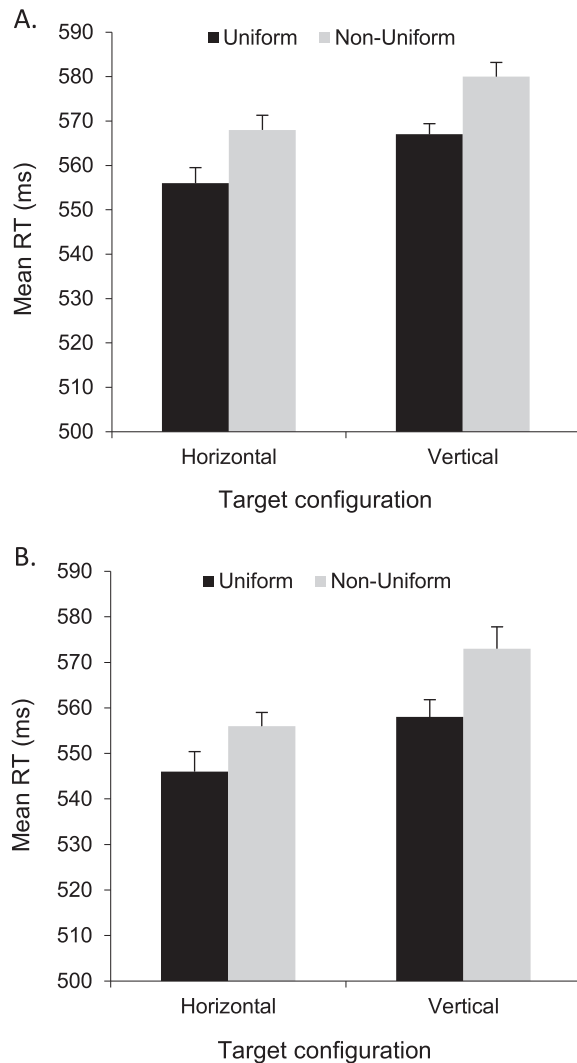 A.
590
Uniform Non-Uniform
580
570
560
550
540
530
520
510
500
Mean RT (ms)
Horizontal Vertical
Target configuration
B.
590
Uniform Non-Uniform
580
570
560
550
540
530
520
510
500
Mean RT (ms)
Horizontal Vertical
Target configuration